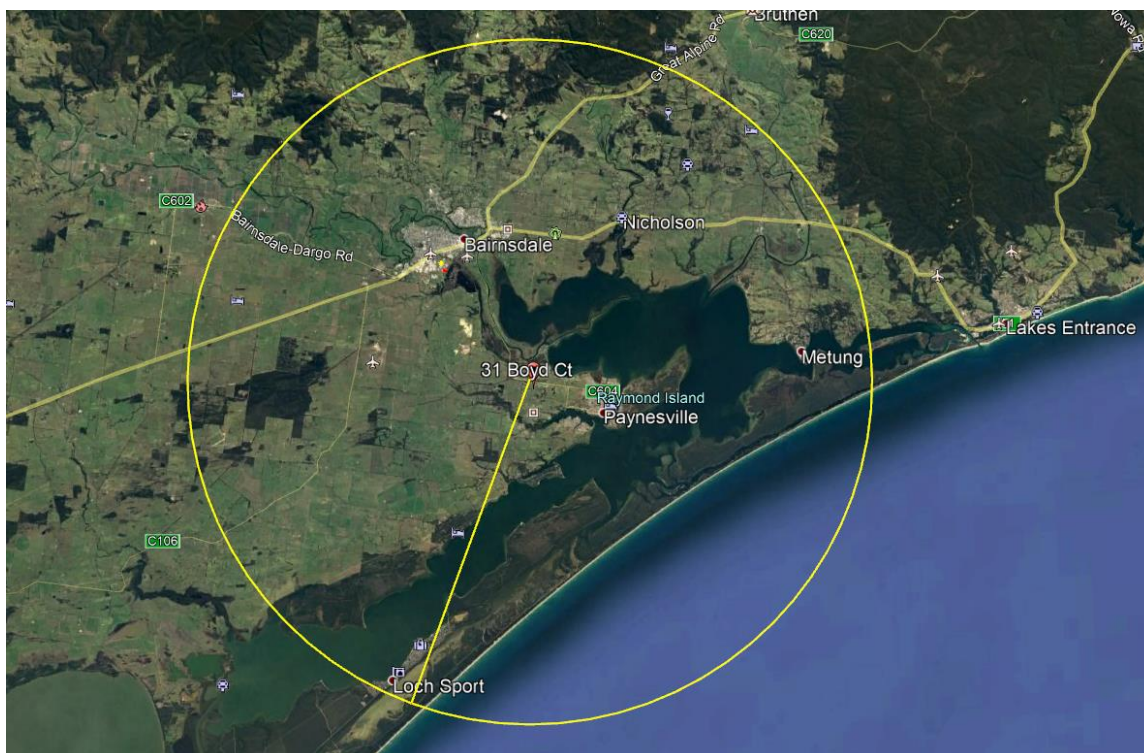 Bruthen
C620
Great Alpine Rd
C602
Bairnsdale-Dargo Rd
Nicholson
Bairnsdale
Lakes Entrance
Metung
31 Boyd Ct
C604
Raymond Island
Paynesville
C106
Loch Sport